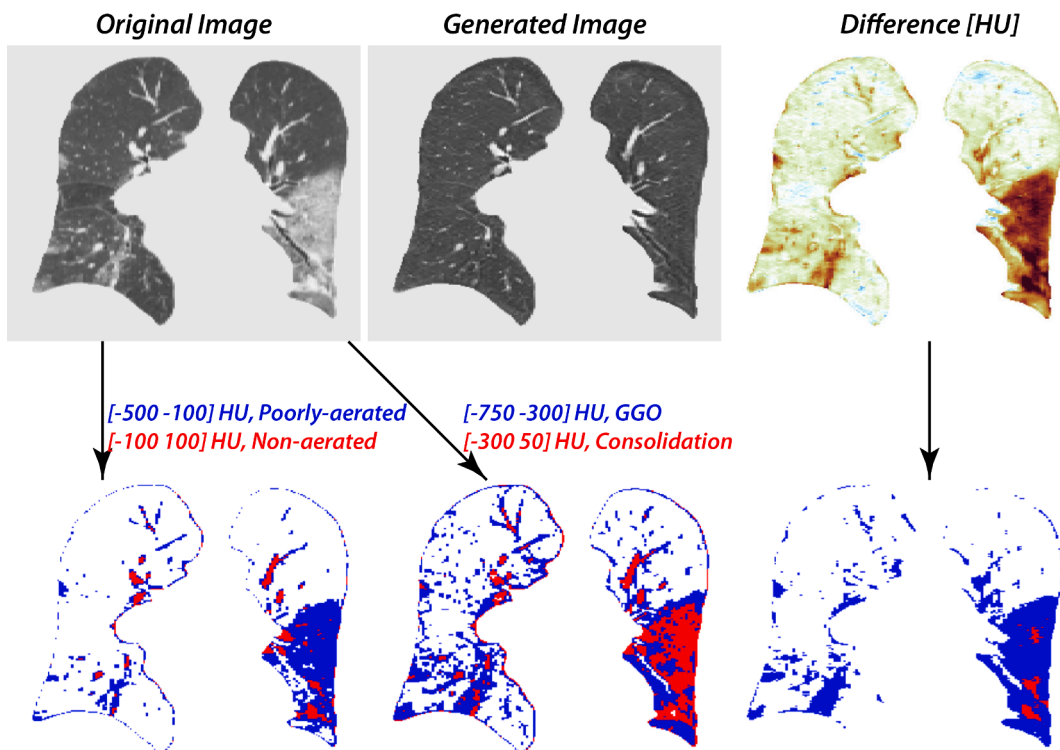 Original Image
Generated Image
Difference [HU]
[-500 -100] HU, Poorly-aerated
[-100 100] HU, Non-aerated
[-750 -300] HU, GGO
[-300 50] HU, Consolidation